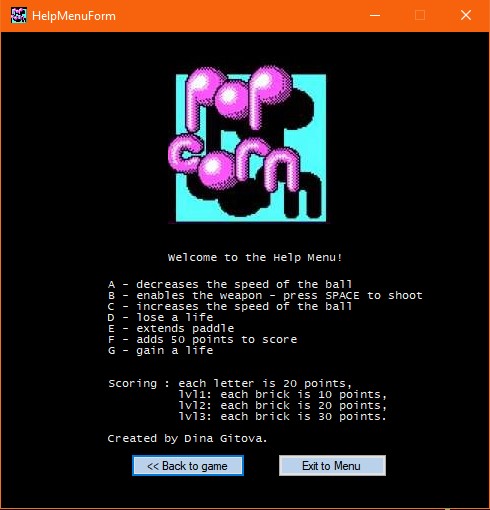 HelpMenuForm
POP
CORN
Welcome to the Help Menu!
A - decreases the speed of the ball
B - enables the weapon - press SPACE to shoot
C - increases the speed of the ball
D - lose a life
E - extends paddle
F - adds 50 points to score
G - gain a life
Scoring : each letter is 20 points,
lvl1: each brick is 10 points,
lvl2: each brick is 20 points,
lvl3: each brick is 30 points.
Created by Dina Gitova.
<< Back to game
Exit to Menu